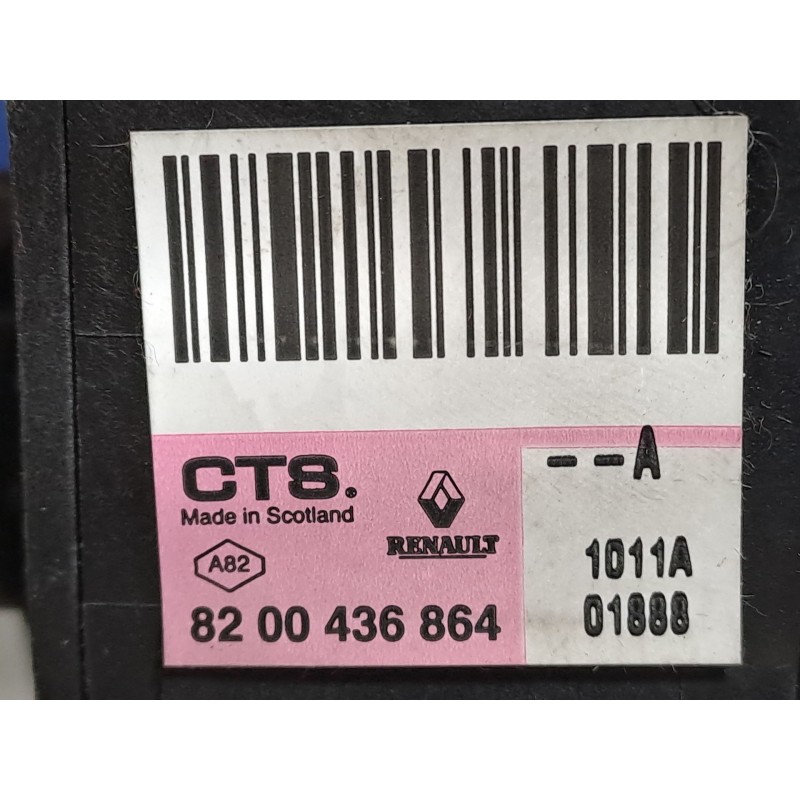 CTS.®
Made in Scotland
A82
RENAULT
82 00 436 864
- - A
1011A
01888